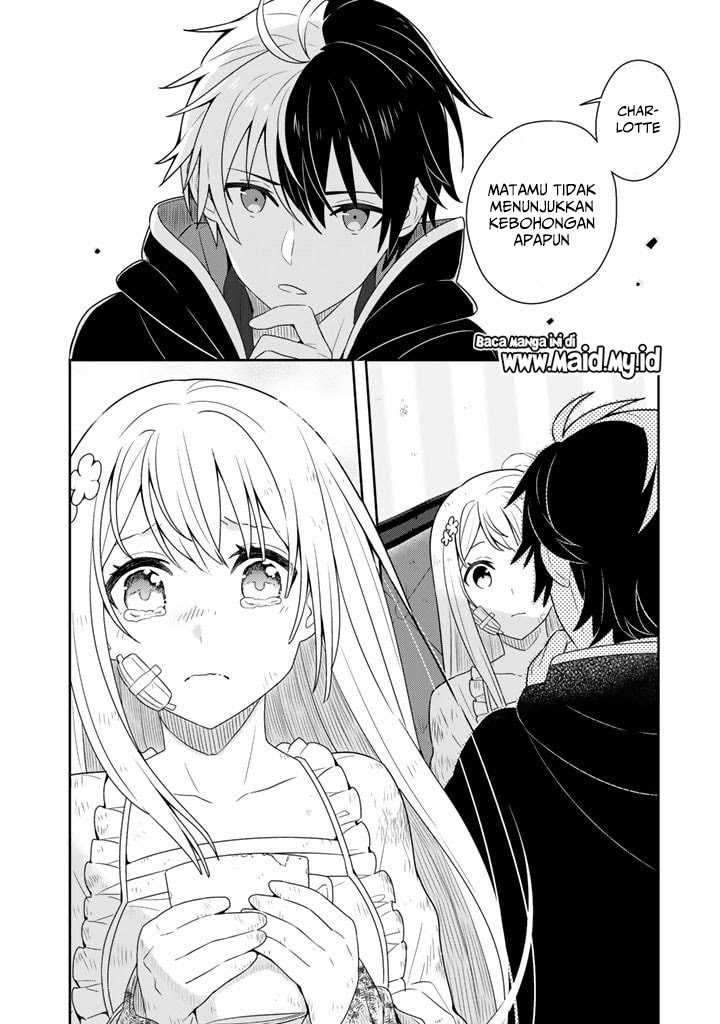 CHAR-
LOTTE
MATAMU TIDAK
MENUNJUKKAN
KEBOHONGAN
APAPUN
Baca Manga ini di
www.Maid.my.id